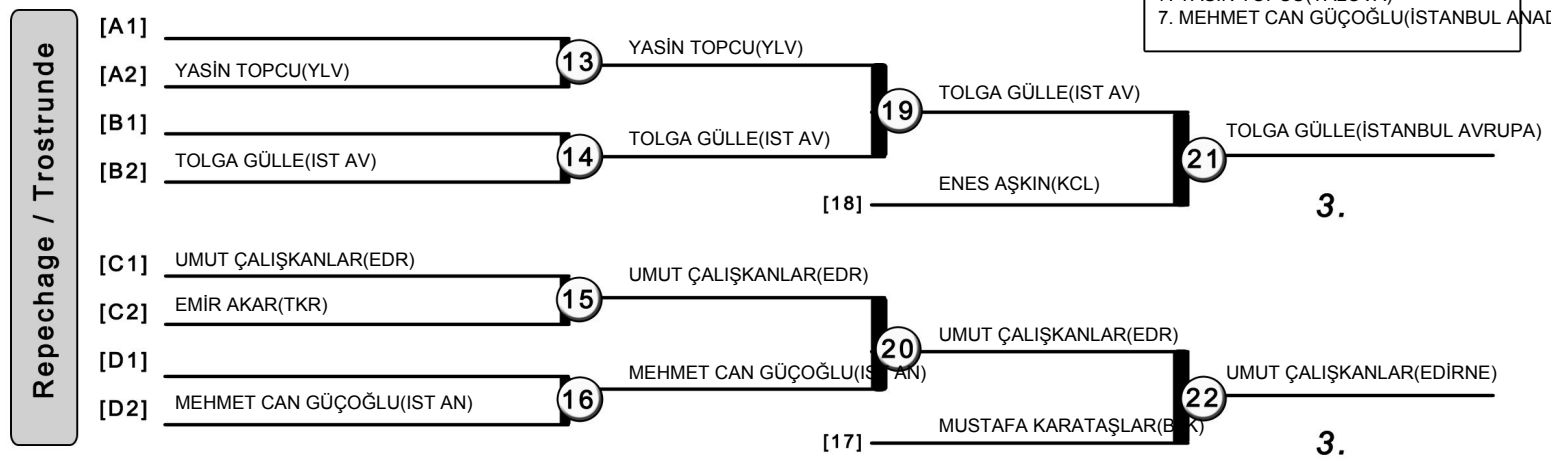 Repechage / Trostrunde
7. MEHMET CAN GÜÇOĞLU(İSTANBUL ANAD
[A1]
[A2] YASİN TOPCU(YLV)
13
YASİN TOPCU(YLV)
[B1]
[B2] TOLGA GÜLLE(IST AV)
14
TOLGA GÜLLE(IST AV)
19
TOLGA GÜLLE(IST AV)
[18] ENES AŞKIN(KCL)
21
TOLGA GÜLLE(İSTANBUL AVRUPA)
3.
[C1] UMUT ÇALIŞKANLAR(EDR)
[C2] EMİR AKAR(TKR)
15
UMUT ÇALIŞKANLAR(EDR)
[D1]
[D2] MEHMET CAN GÜÇOĞLU(IST AN)
16
MEHMET CAN GÜÇOĞLU(IST AN)
20
UMUT ÇALIŞKANLAR(EDR)
[17] MUSTAFA KARATAŞLAR(
22
UMUT ÇALIŞKANLAR(EDİRNE)
3.